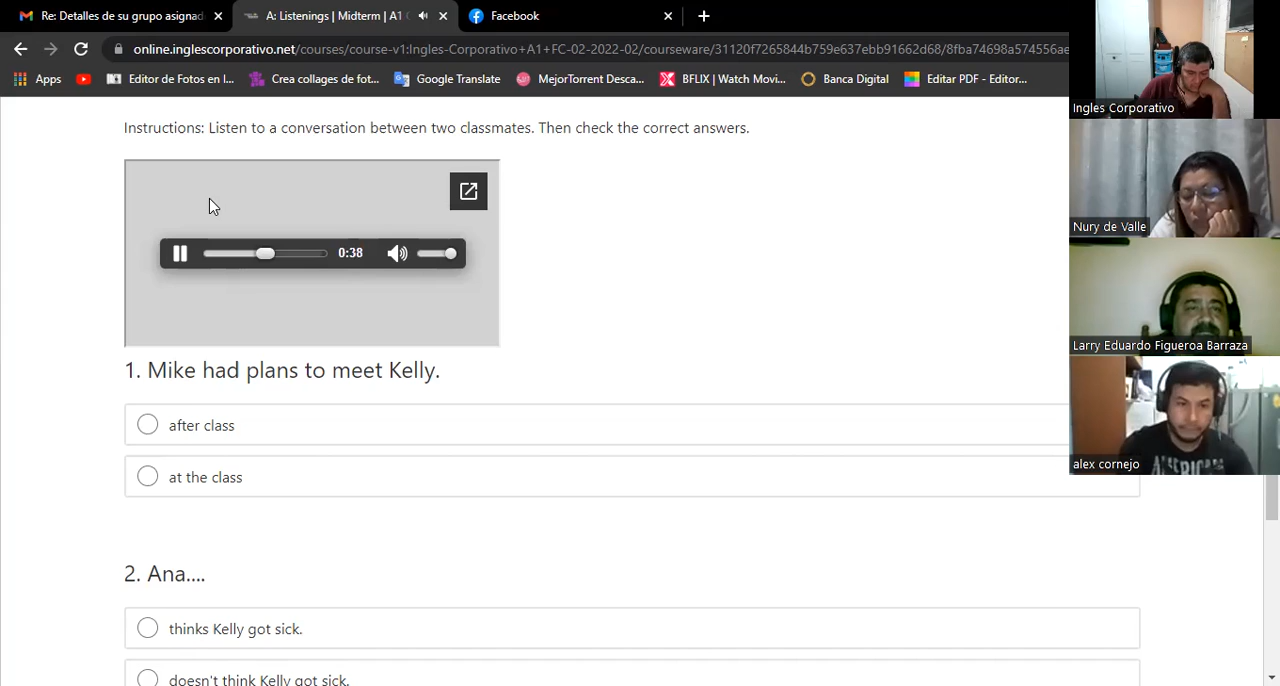 Re: Detalles de su grupo asignad
A: Listenings | Midterm | A1
Facebook
online.inglescorporativo.net/courses/course-v1:Ingles-Corporativo+A1+FC-02-2022-02/courseware/31120f7265844b759e637ebb91662d68/8fba74698a574556ae
Apps
Editor de Fotos en l...
Crea collages de fot...
Google Translate
MejorTorrent Desca...
BFLIX | Watch Movi...
Banca Digital
Editar PDF - Editor...
Ingles Corporativo
Instructions: Listen to a conversation between two classmates. Then check the correct answers.
Nury de Valle
0:38
Larry Eduardo Figueroa Barraza
1. Mike had plans to meet Kelly.
after class
AMERICAN
alex cornejo
at the class
2. Ana....
thinks Kelly got sick.
doesn't think Kelly got sick.